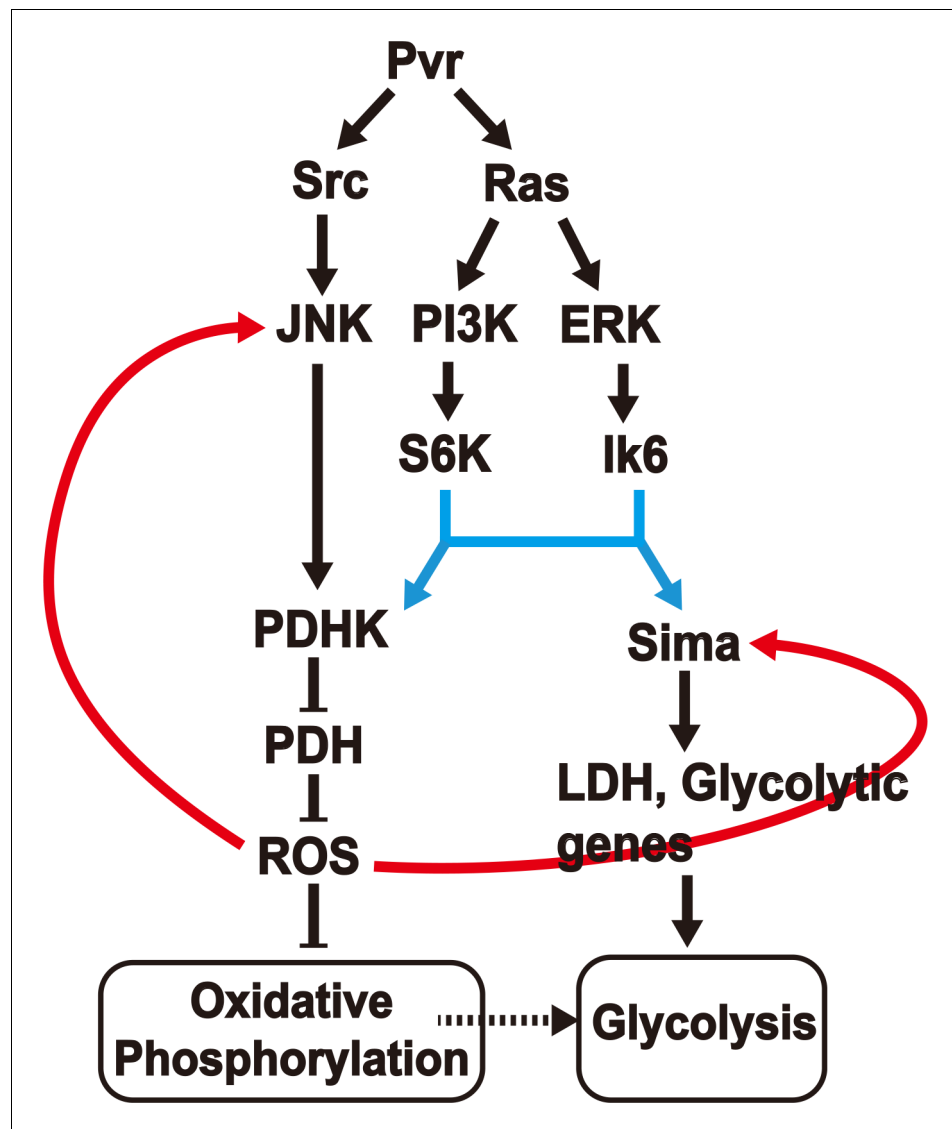 Pvr
Src
Ras
JNK
PI3K
ERK
S6K
Ik6
PDHK
Sima
PDH
LDH, Glycolytic
genes
ROS
Oxidative
Phosphorylation
Glycolysis